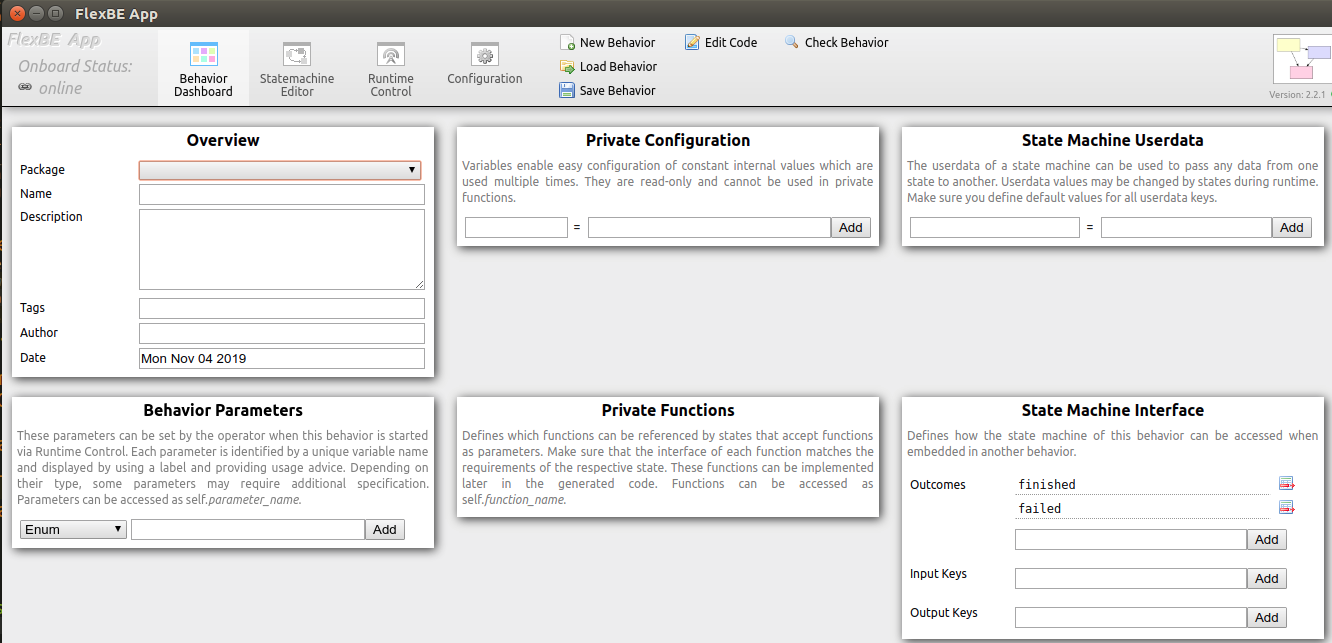 FlexBE App
FlexBE App
Onboard Status:
online
Behavior
Dashboard
Statemachine
Editor
Runtime
Control
Configuration
New Behavior
Load Behavior
Save Behavior
Edit Code
Check Behavior
Version: 2.2.1
Overview
Package
Name
Description
Tags
Author
Date
Mon Nov 04 2019
Private Configuration
Variables enable easy configuration of constant internal values which are
used multiple times. They are read-only and cannot be used in private
functions.
= Add
State Machine Userdata
The userdata of a state machine can be used to pass any data from one
state to another. Userdata values may be changed by states during runtime.
Make sure you define default values for all userdata keys.
= Add
Behavior Parameters
These parameters can be set by the operator when this behavior is started
via Runtime Control. Each parameter is identified by a unique variable name
and displayed by using a label and providing usage advice. Depending on
their type, some parameters may require additional specification.
Parameters can be accessed as self.parameter_name.
Enum Add
Private Functions
Defines which functions can be referenced by states that accept functions
as parameters. Make sure that the interface of each function matches the
requirements of the respective state. These functions can be implemented
later in the generated code. Functions can be accessed as
self.function_name.
State Machine Interface
Defines how the state machine of this behavior can be accessed when
embedded in another behavior.
Outcomes finished
failed
Add
Input Keys Add
Output Keys Add